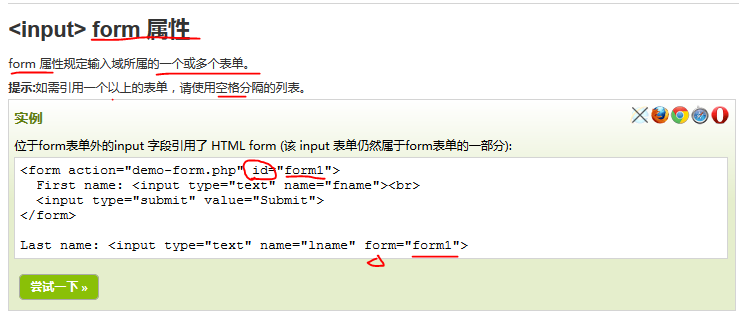 <input> form 属性
form 属性规定输入域所属的一个或多个表单。
提示:如需引用一个以上的表单，请使用空格分隔的列表。
实例
位于form表单外的input 字段引用了 HTML form (该 input 表单仍然属于form表单的一部分):
<form action="demo-form.php" id="form1">
First name: <input type="text" name="fname"><br>
<input type="submit" value="Submit">
</form>
Last name: <input type="text" name="lname" form="form1">
尝试一下 »